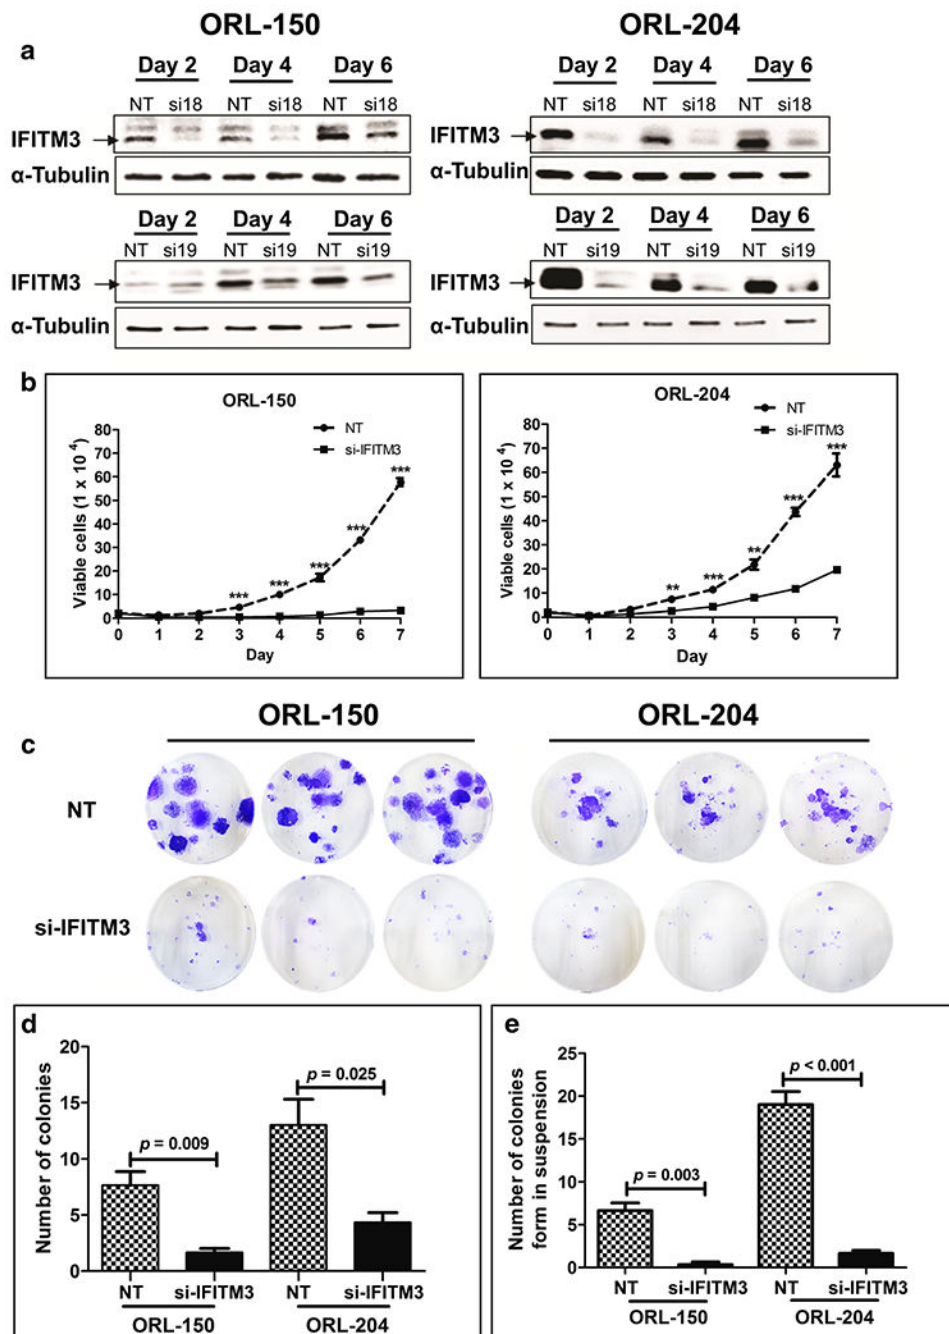 ORL-150
ORL-204
a
Day 2 Day 4 Day 6
NT si18 NT si18 NT si18
IFITM3
α-Tubulin
Day 2 Day 4 Day 6
NT si18 NT si18 NT si18
IFITM3
α-Tubulin
Day 2 Day 4 Day 6
NT si19 NT si19 NT si19
IFITM3
α-Tubulin
Day 2 Day 4 Day 6
NT si19 NT si19 NT si19
IFITM3
α-Tubulin
b
ORL-150
NT
si-IFITM3
Viable cells (1 x 10⁴)
80
70
60
50
40
30
20
10
0
*** *** *** *** ***
0 1 2 3 4 5 6 7
Day
ORL-204
NT
si-IFITM3
Viable cells (1 x 10⁴)
80
70
60
50
40
30
20
10
0
** *** ** *** ***
0 1 2 3 4 5 6 7
Day
c
ORL-150
ORL-204
NT
si-IFITM3
d
Number of colonies
20
15
10
5
0
p = 0.009
p = 0.025
NT si-IFITM3 NT si-IFITM3
ORL-150 ORL-204
e
Number of colonies
form in suspension
25
20
15
10
5
0
p = 0.003
p < 0.001
NT si-IFITM3 NT si-IFITM3
ORL-150 ORL-204